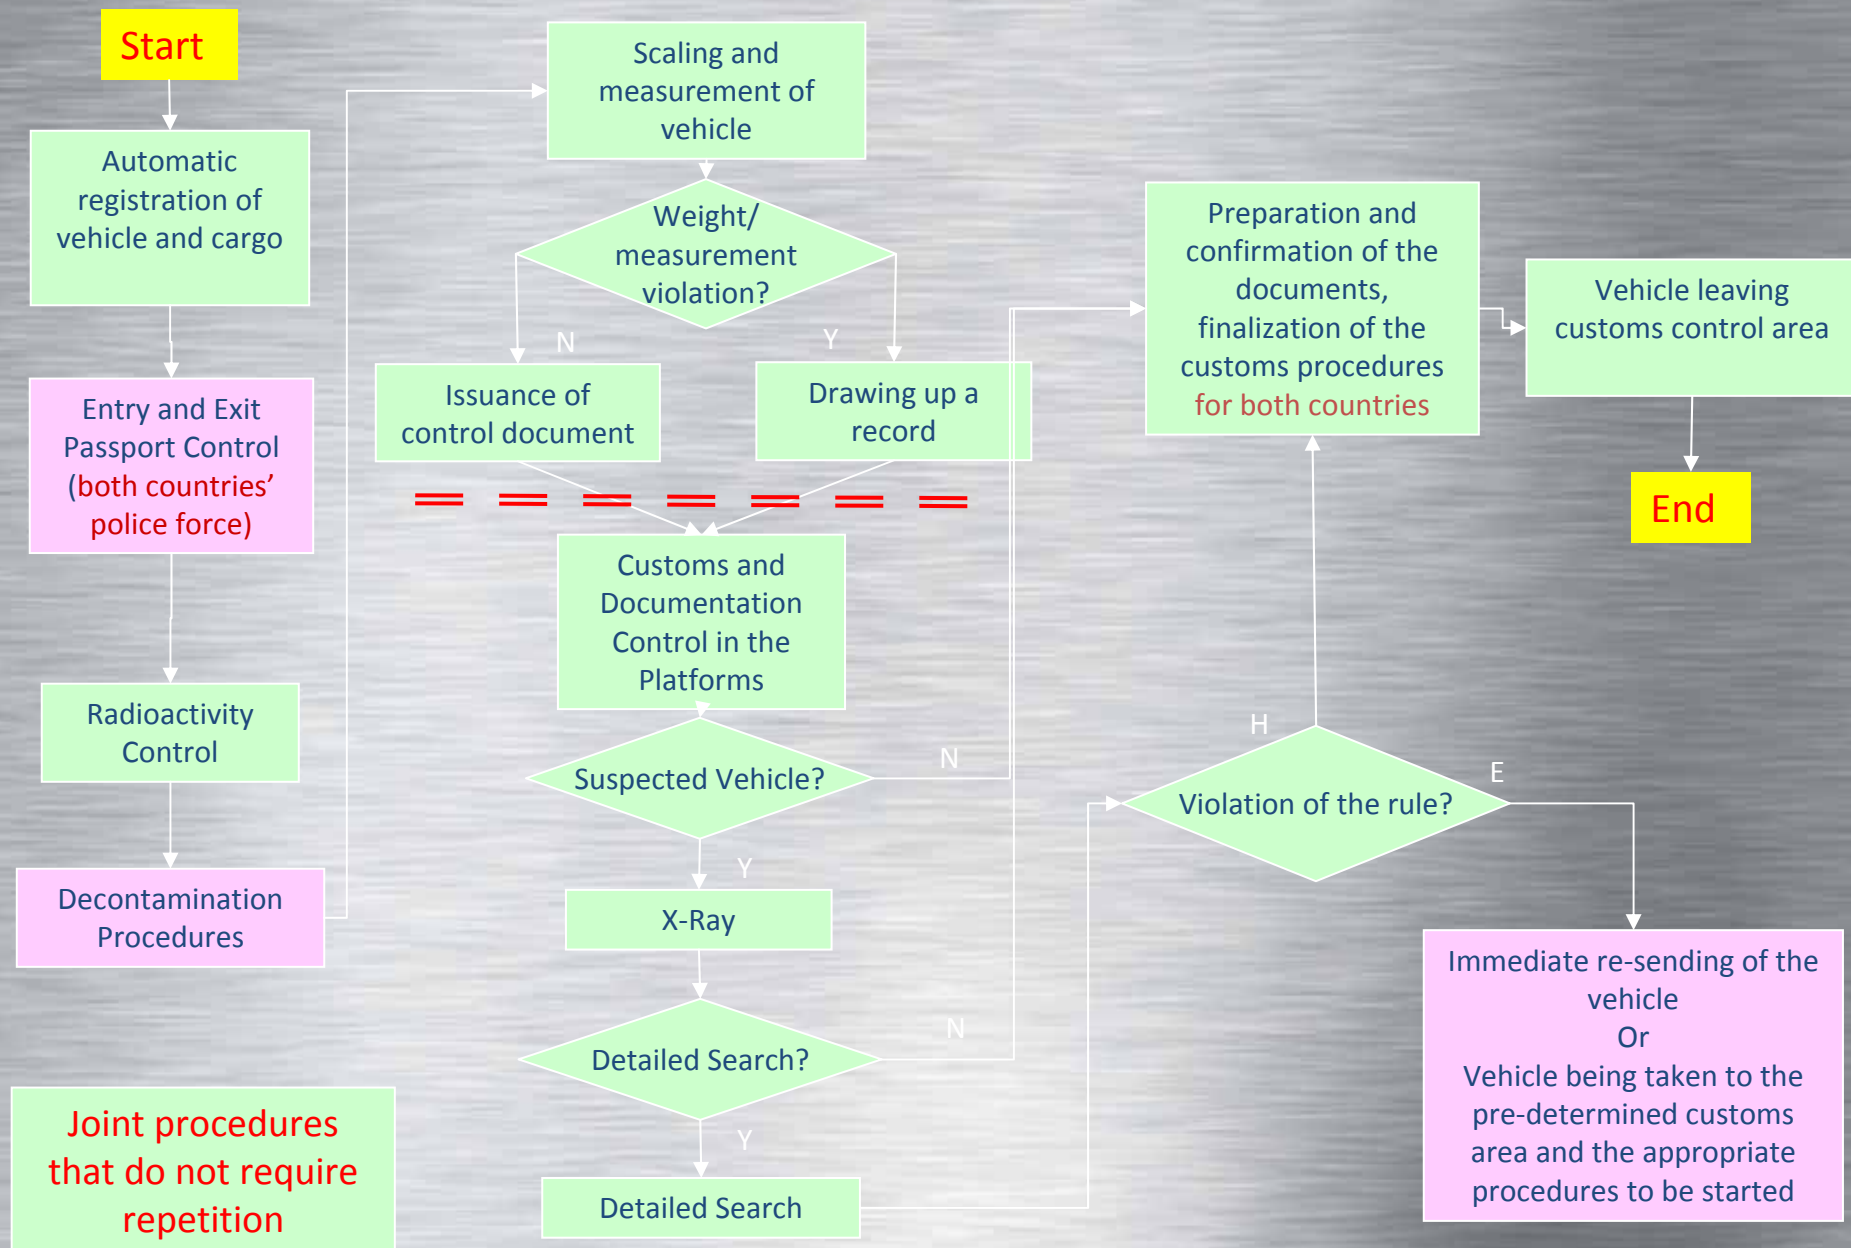 Start
Automatic
registration of
vehicle and cargo
Entry and Exit
Passport Control
(both countries’
police force)
Radioactivity
Control
Decontamination
Procedures
Joint procedures
that do not require
repetition
Scaling and
measurement of
vehicle
Weight/
measurement
violation?
N
Y
Issuance of
control document
Drawing up a
record
Customs and
Documentation
Control in the
Platforms
Suspected Vehicle?
N
Y
X-Ray
Detailed Search?
N
Y
Detailed Search
Preparation and
confirmation of the
documents,
finalization of the
customs procedures
for both countries
Vehicle leaving
customs control area
End
H
E
Violation of the rule?
Immediate re-sending of the
vehicle
Or
Vehicle being taken to the
pre-determined customs
area and the appropriate
procedures to be started